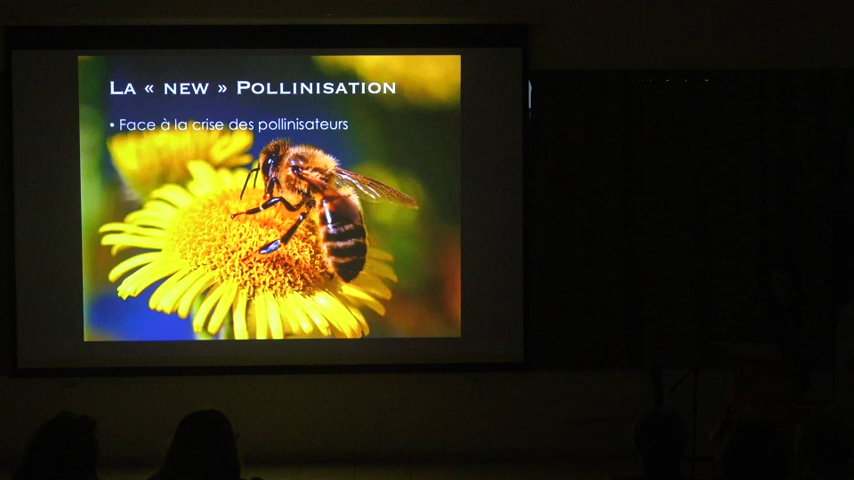 La « new » Pollinisation
• Face à la crise des pollinisateurs